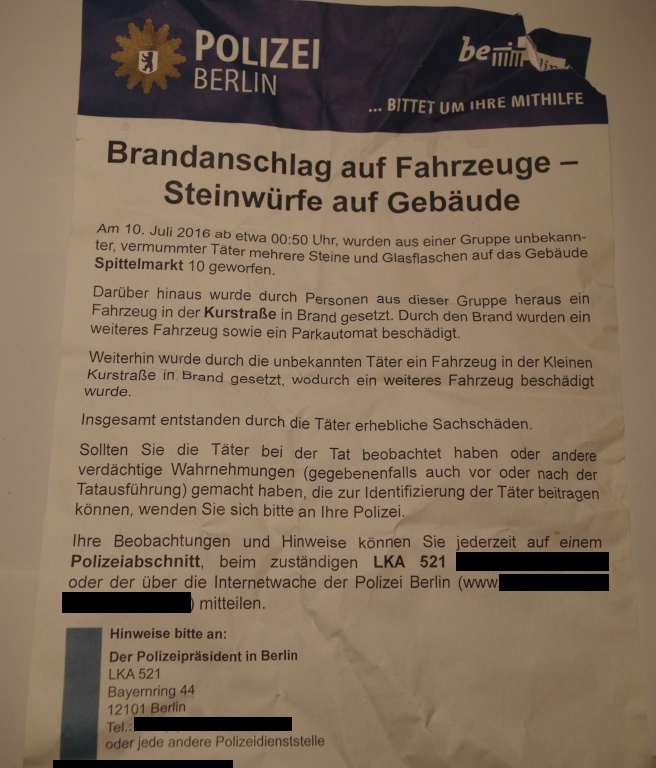 POLIZEI
BERLIN
be
lin
... BITTET UM IHRE MITHILFE
Brandanschlag auf Fahrzeuge –
Steinwürfe auf Gebäude
Am 10. Juli 2016 ab etwa 00:50 Uhr, wurden aus einer Gruppe unbekann-
ter, vermummter Täter mehrere Steine und Glasflaschen auf das Gebäude
Spittelmarkt 10 geworfen.
Darüber hinaus wurde durch Personen aus dieser Gruppe heraus ein
Fahrzeug in der Kurstraße in Brand gesetzt. Durch den Brand wurden ein
weiteres Fahrzeug sowie ein Parkautomat beschädigt.
Weiterhin wurde durch die unbekannten Täter ein Fahrzeug in der Kleinen
Kurstraße in Brand gesetzt, wodurch ein weiteres Fahrzeug beschädigt
wurde.
Insgesamt entstanden durch die Täter erhebliche Sachschäden.
Sollten Sie die Täter bei der Tat beobachtet haben oder andere
verdächtige Wahrnehmungen (gegebenenfalls auch vor oder nach der
Tatausführung) gemacht haben, die zur Identifizierung der Täter beitragen
können, wenden Sie sich bitte an Ihre Polizei.
Ihre Beobachtungen und Hinweise können Sie jederzeit auf einem
Polizeiabschnitt, beim zuständigen LKA 521
oder der über die Internetwache der Polizei Berlin (www.
) mitteilen.
Hinweise bitte an:
Der Polizeipräsident in Berlin
LKA 521
Bayernring 44
12101 Berlin
Tel.:
oder jede andere Polizeidienststelle